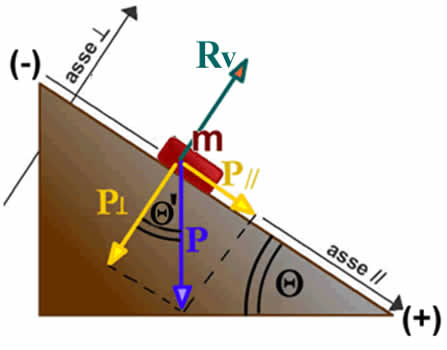 asse ⊥
(-)
Rv
m
P//
P⊥
Θ'
P
asse //
Θ
(+)